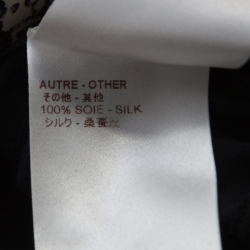 AUTRE - OTHER
その他 - 其他
100% SOIE - SILK
シルク - 桑蚕丝